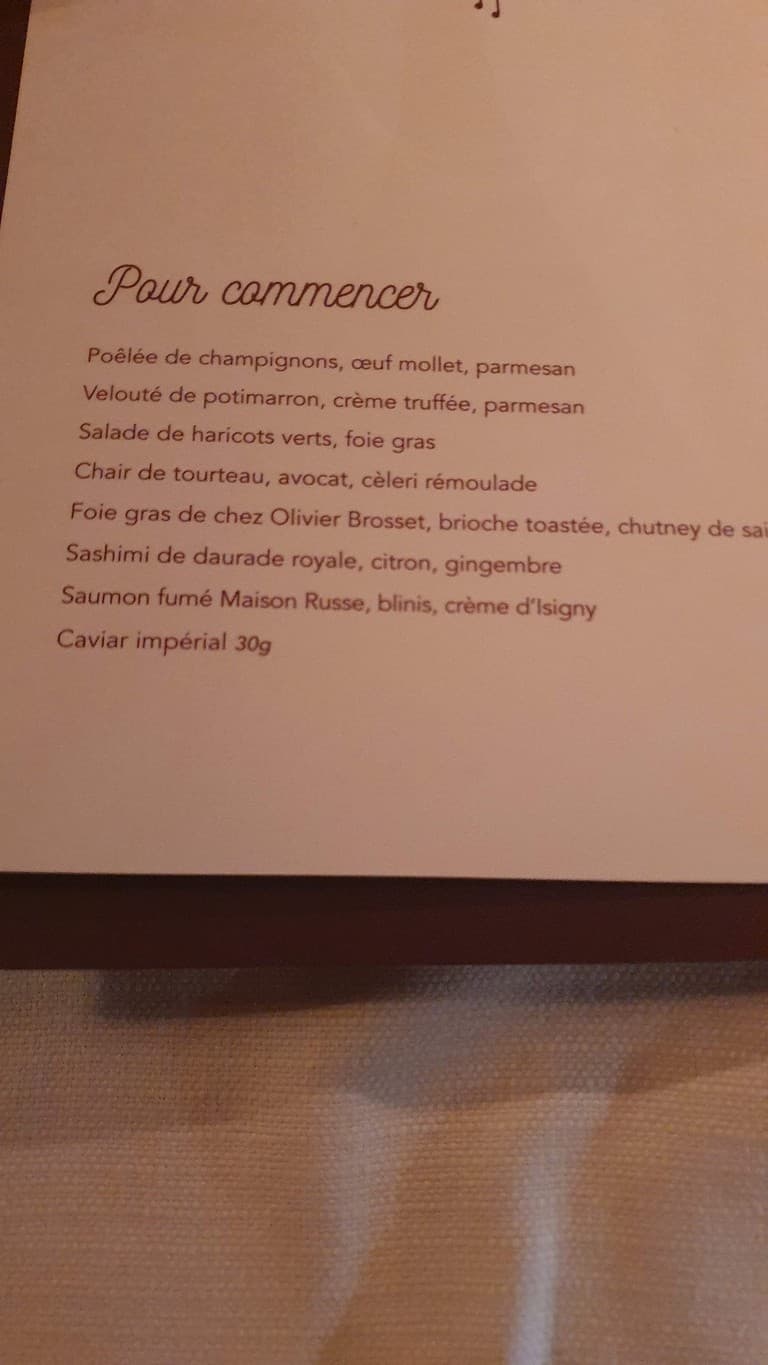 Pour commencer
Poêlée de champignons, œuf mollet, parmesan
Velouté de potimarron, crème truffée, parmesan
Salade de haricots verts, foie gras
Chair de tourteau, avocat, cèleri rémoulade
Foie gras de chez Olivier Brosset, brioche toastée, chutney de
Sashimi de daurade royale, citron, gingembre
Saumon fumé Maison Russe, blinis, crème d'Isigny
Caviar impérial 30g